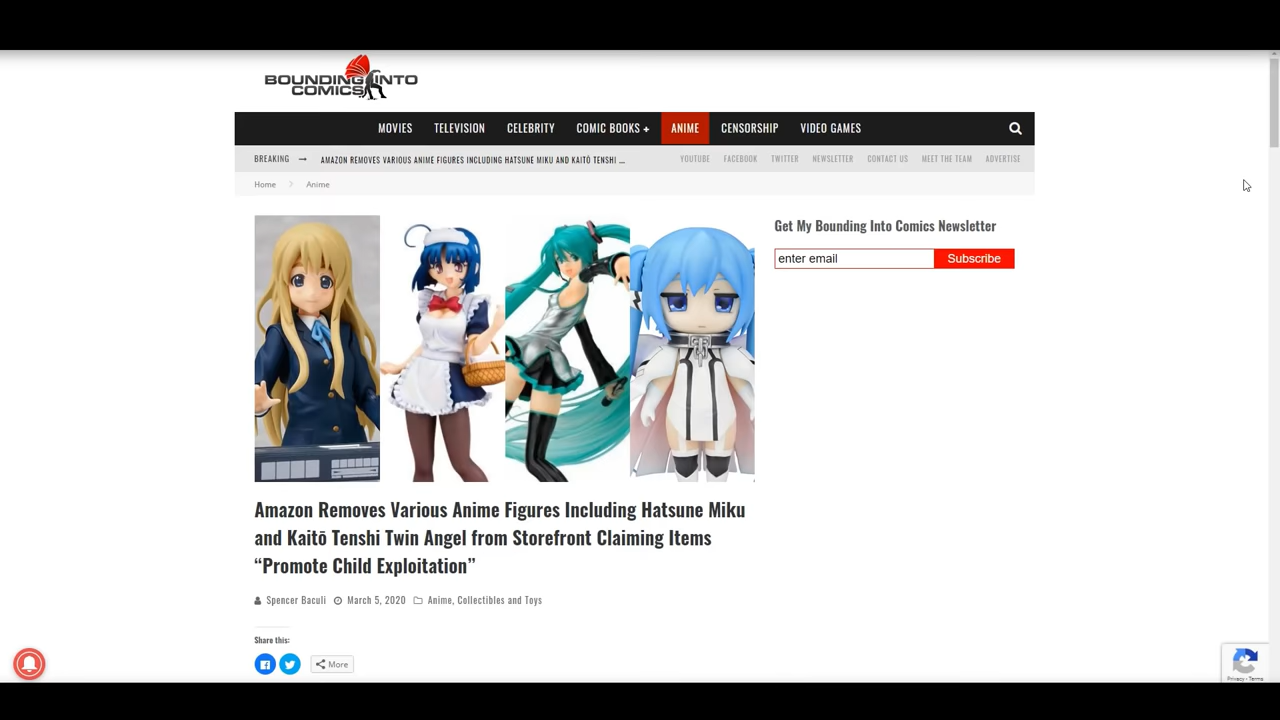 BOUNDING INTO
COMICS
MOVIES TELEVISION CELEBRITY COMIC BOOKS + ANIME CENSORSHIP VIDEO GAMES
BREAKING → AMAZON REMOVES VARIOUS ANIME FIGURES INCLUDING HATSUNE MIKU AND KAITŌ TENSHI ... YOUTUBE FACEBOOK TWITTER NEWSLETTER CONTACT US MEET THE TEAM ADVERTISE
Home > Anime
Get My Bounding Into Comics Newsletter
enter email Subscribe
Amazon Removes Various Anime Figures Including Hatsune Miku
and Kaitō Tenshi Twin Angel from Storefront Claiming Items
“Promote Child Exploitation”
Spencer Baculi March 5, 2020 Anime, Collectibles and Toys
Share this:
More
Privacy - Terms